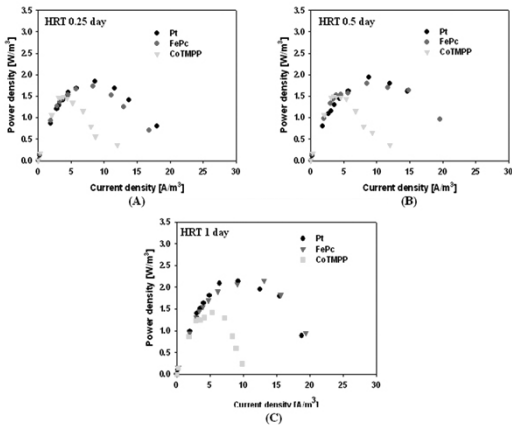 HRT 0.25 day
Pt
FePc
CoTMPP
Power density [W/m³]
3.5
3.0
2.5
2.0
1.5
1.0
0.5
0.0
0 5 10 15 20 25 30
Current density [A/m³]
(A)
HRT 0.5 day
Pt
FePc
CoTMPP
Power density [W/m³]
3.5
3.0
2.5
2.0
1.5
1.0
0.5
0.0
0 5 10 15 20 25 30
Current density [A/m³]
(B)
HRT 1 day
Pt
FePc
CoTMPP
Power density [W/m³]
3.5
3.0
2.5
2.0
1.5
1.0
0.5
0.0
0 5 10 15 20 25 30
Current density [A/m³]
(C)